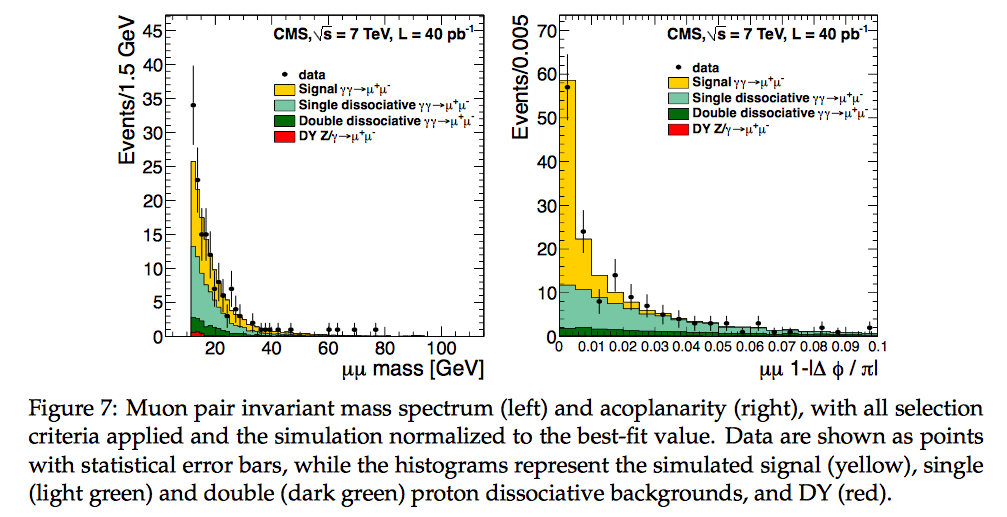 Events/1.5 GeV
45
40
35
30
25
20
15
10
5
0
CMS, √s = 7 TeV, L = 40 pb⁻¹
data
Signal γγ→μ⁺μ⁻
Single dissociative γγ→μ⁺μ⁻
Double dissociative γγ→μ⁺μ⁻
DY Z/γ→μ⁺μ⁻
20 40 60 80 100
μμ mass [GeV]
Events/0.005
70
60
50
40
30
20
10
0
CMS, √s = 7 TeV, L = 40 pb⁻¹
data
Signal γγ→μ⁺μ⁻
Single dissociative γγ→μ⁺μ⁻
Double dissociative γγ→μ⁺μ⁻
DY Z/γ→μ⁺μ⁻
0 0.01 0.02 0.03 0.04 0.05 0.06 0.07 0.08 0.09 0.1
μμ 1-|Δ φ / π|
Figure 7: Muon pair invariant mass spectrum (left) and acoplanarity (right), with all selection
criteria applied and the simulation normalized to the best-fit value. Data are shown as points
with statistical error bars, while the histograms represent the simulated signal (yellow), single
(light green) and double (dark green) proton dissociative backgrounds, and DY (red).